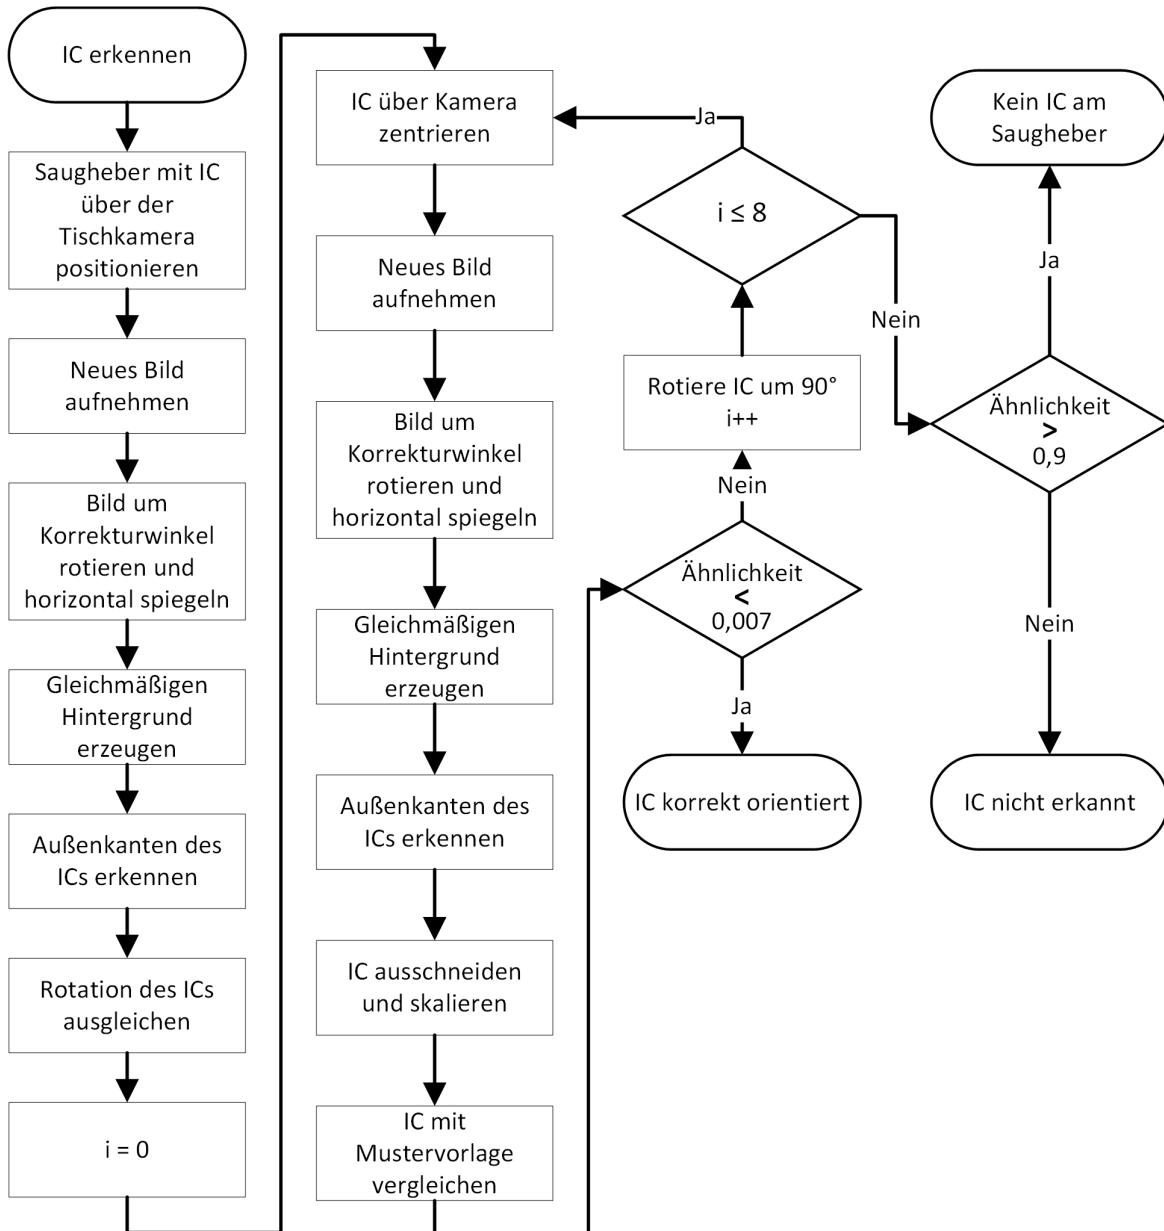 IC erkennen
Saugheber mit IC
über der
Tischkamera
positionieren
Neues Bild
aufnehmen
Bild um
Korrekturwinkel
rotieren und
horizontal spiegeln
Gleichmäßigen
Hintergrund
erzeugen
Außenkanten des
ICs erkennen
Rotation des ICs
ausgleichen
i = 0
IC über Kamera
zentrieren
Neues Bild
aufnehmen
Bild um
Korrekturwinkel
rotieren und
horizontal spiegeln
Gleichmäßigen
Hintergrund
erzeugen
Außenkanten des
ICs erkennen
IC ausschneiden
und skalieren
IC mit
Mustervorlage
vergleichen
Ja
i ≤ 8
Nein
Rotiere IC um 90°
i++
Nein
Ähnlichkeit
<
0,007
Ja
IC korrekt orientiert
Kein IC am
Saugheber
Ja
Ähnlichkeit
>
0,9
Nein
IC nicht erkannt